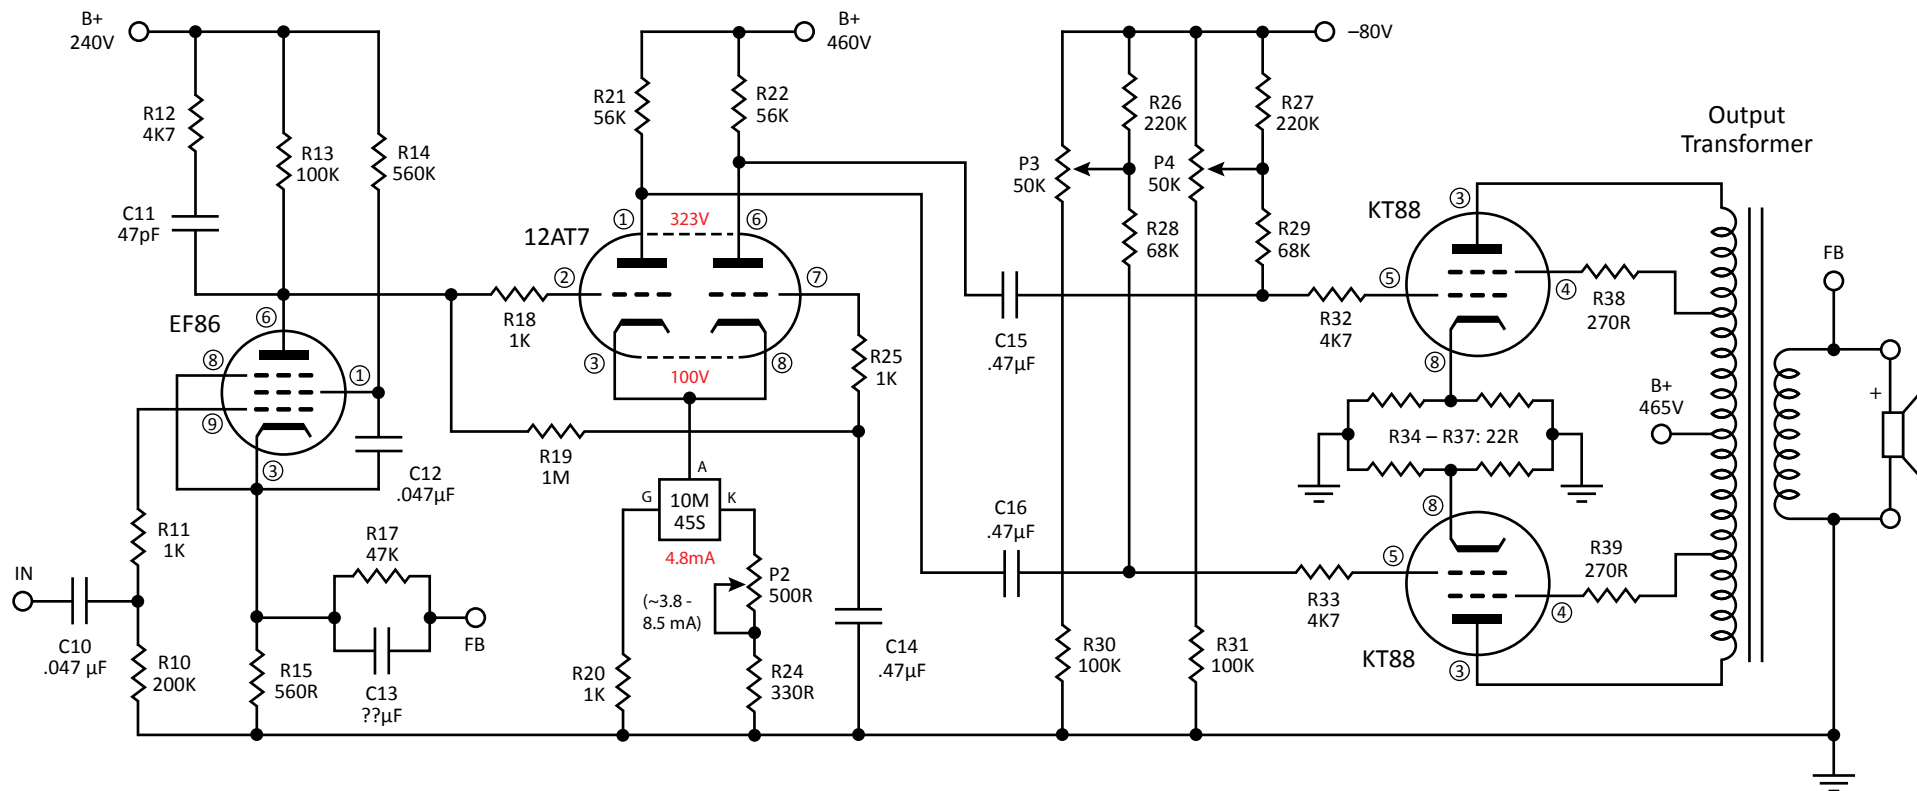 B+
240V
R12
4K7
C11
47pF
R13
100K
R14
560K
EF86
⑥
⑧
①
⑨
③
C12
.047µF
R11
1K
IN
C10
.047 µF
R10
200K
R17
47K
R15
560R
C13
??µF
FB
B+
460V
R21
56K
R22
56K
12AT7
①
323V
⑥
②
⑦
R18
1K
③
100V
⑧
R25
1K
R19
1M
A
G
10M
45S
K
4.8mA
P2
500R
(~3.8 -
8.5 mA)
R20
1K
R24
330R
C14
.47µF
–80V
R26
220K
R27
220K
P3
50K
P4
50K
R28
68K
R29
68K
C15
.47µF
C16
.47µF
R30
100K
R31
100K
R32
4K7
R33
4K7
KT88
③
⑤
④
⑧
R38
270R
R34 – R37: 22R
B+
465V
⑧
⑤
④
③
KT88
R39
270R
Output
Transformer
FB
+